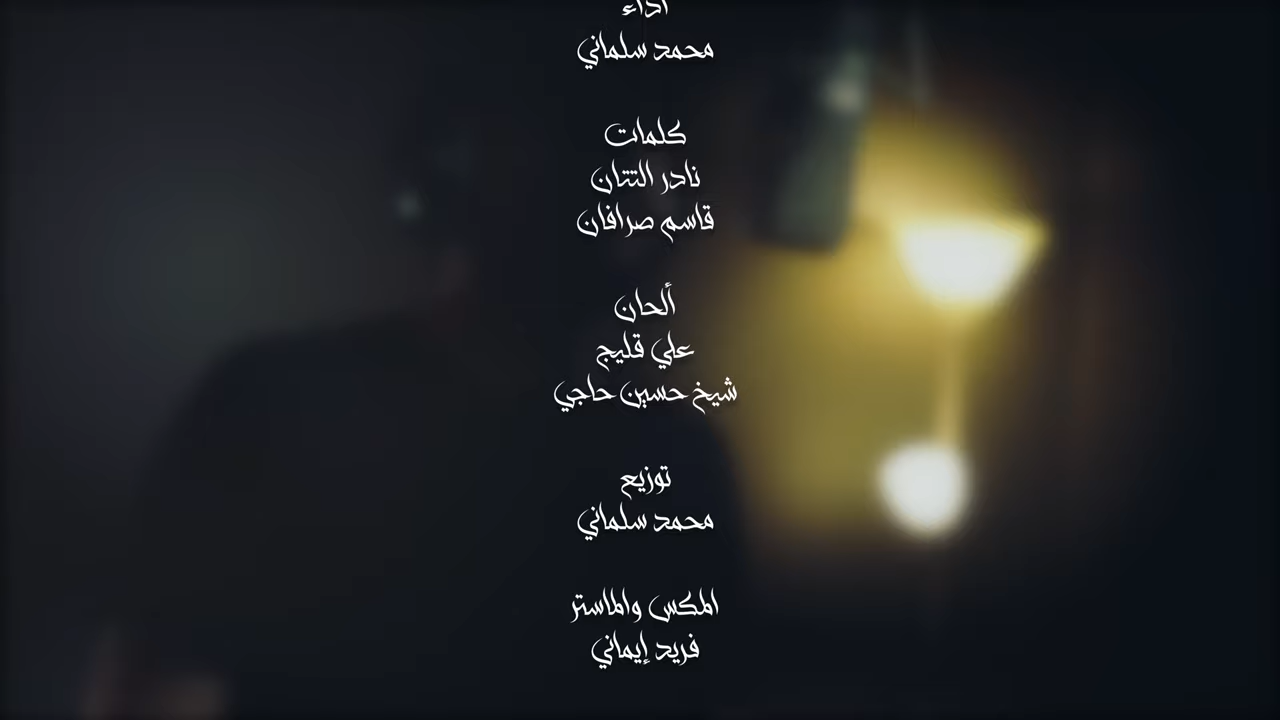 أداء
محمد سلماني
كلمات
نادر التتان
قاسم صرافان
ألحان
علي قليج
شيخ حسين حاجي
توزيع
محمد سلماني
المكس والماستر
فريد إيماني